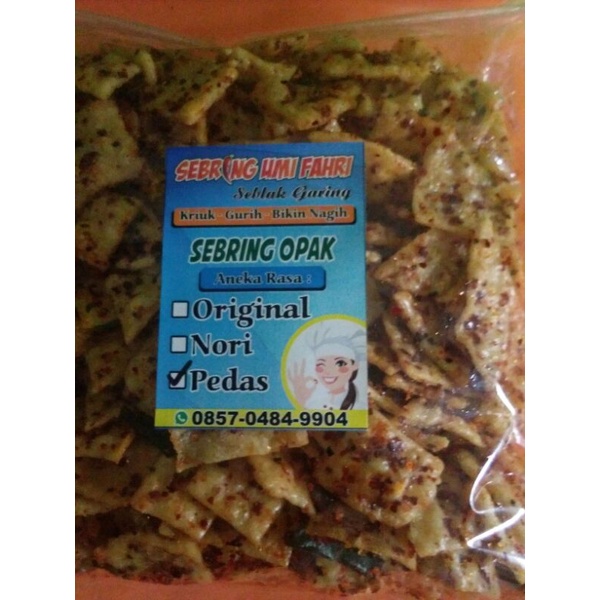 SEBRING UMI FAHRI
Seblak Garing
Kriuk - Gurih - Bikin Nagih
SEBRING OPAK
Aneka Rasa :
Original
Nori
Pedas
0857-0484-9904